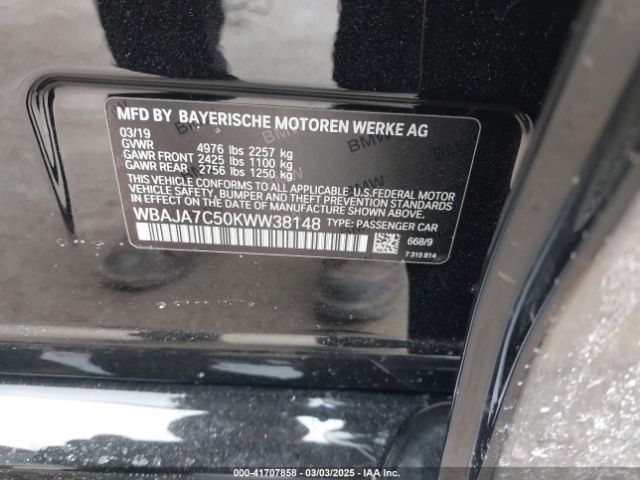 MFD BY BAYERISCHE MOTOREN WERKE AG
03/19
GVWR 4976 lbs 2257 kg
GAWR FRONT 2425 lbs 1100 kg
GAWR REAR 2756 lbs 1250 kg
THIS VEHICLE CONFORMS TO ALL APPLICABLE U.S.FEDERAL MOTOR
VEHICLE SAFETY, BUMPER AND THEFT PREVENTION STANDARDS
IN EFFECT ON THE DATE OF MANUFACTURE SHOWN ABOVE.
WBAJA7C50KWW38148 TYPE: PASSENGER CAR
668/9
7 315 814
000-41707858 - 03/03/2025 - IAA Inc.